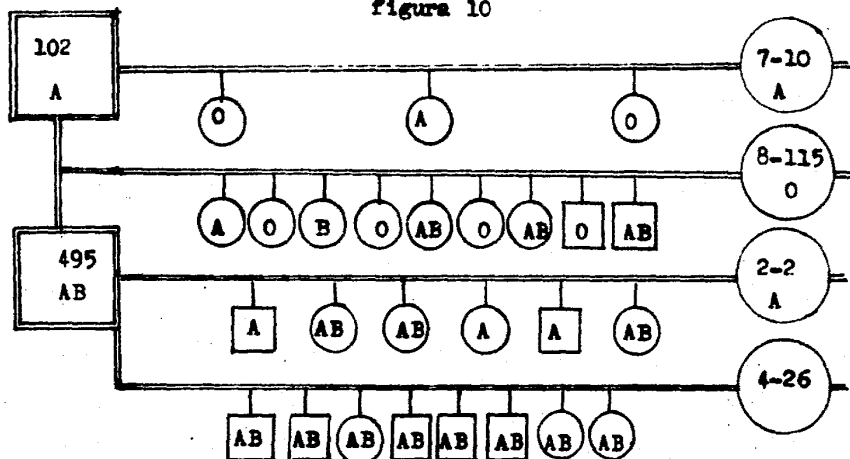 figura 10
102
A
7-10
A
O
A
O
8-115
O
A O B O AB O AB O AB
495
AB
2-2
A
A AB AB A A AB
4-26
AB AB AB AB AB AB AB AB